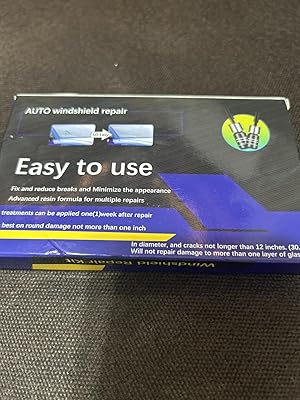 AUTO windshield repair
Easy to use
Fix and reduce breaks and Minimize the appearance
Advanced resin formula for multiple repairs
treatments can be applied one(1)week after repair
best on round damage not more than one inch
In diameter, and cracks not longer than 12 inches. (30.
Will not repair damage to more than one layer of glas
Windshield Repair Kit